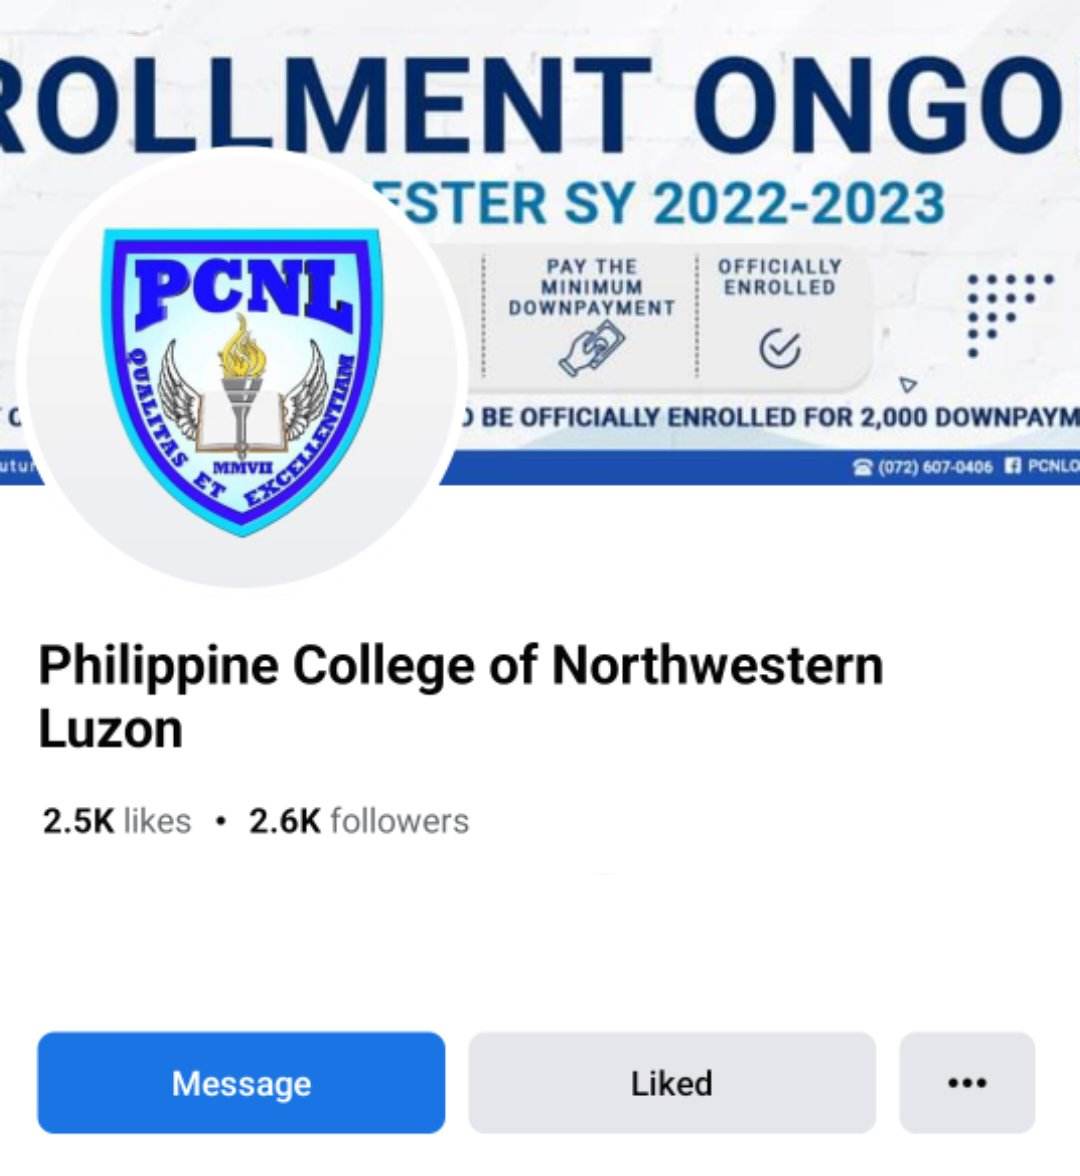 ROLLMENT ONGO
ESTER SY 2022-2023
PAY THE
MINIMUM
DOWNPAYMENT
OFFICIALLY
ENROLLED
BE OFFICIALLY ENROLLED FOR 2,000 DOWNPAYM
(072) 607-0406 PCNLO
PCNL
QUALITAS ET EXCELLENTIAM
MMVII
Philippine College of Northwestern
Luzon
2.5K likes • 2.6K followers
Message
Liked